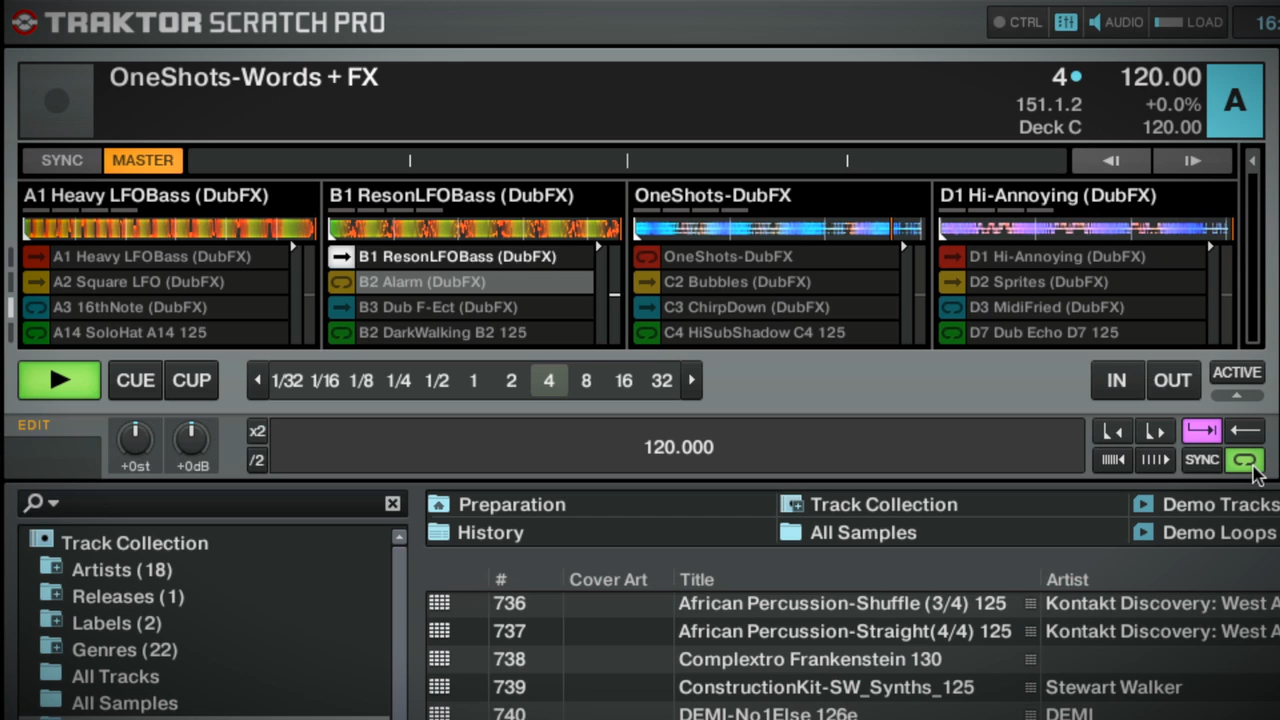 TRAKTOR SCRATCH PRO
CTRL AUDIO LOAD 16:
OneShots-Words + FX
4 120.00
A
151.1.2 +0.0%
Deck C 120.00
SYNC MASTER
A1 Heavy LFOBass (DubFX) B1 ResonLFOBass (DubFX) OneShots-DubFX D1 Hi-Annoying (DubFX)
A1 Heavy LFOBass (DubFX) B1 ResonLFOBass (DubFX) OneShots-DubFX D1 Hi-Annoying (DubFX)
A2 Square LFO (DubFX) B2 Alarm (DubFX) C2 Bubbles (DubFX) D2 Sprites (DubFX)
A3 16thNote (DubFX) B3 Dub F-Ect (DubFX) C3 ChirpDown (DubFX) D3 MidiFried (DubFX)
A14 SoloHat A14 125 B2 DarkWalking B2 125 C4 HiSubShadow C4 125 D7 Dub Echo D7 125
CUE CUP 1/32 1/16 1/8 1/4 1/2 1 2 4 8 16 32 IN OUT ACTIVE
EDIT
x2
120.000
+0st +0dB /2 SYNC
Preparation Track Collection Demo Tracks
History All Samples Demo Loops
Track Collection
Artists (18)
Releases (1)
Labels (2)
Genres (22)
All Tracks
All Samples
# Cover Art Title Artist
736 African Percussion-Shuffle (3/4) 125 Kontakt Discovery: West A
737 African Percussion-Straight(4/4) 125 Kontakt Discovery: West A
738 Complextro Frankenstein 130
739 ConstructionKit-SW_Synths_125 Stewart Walker
740 DEMI-No1Else 126e DEMI